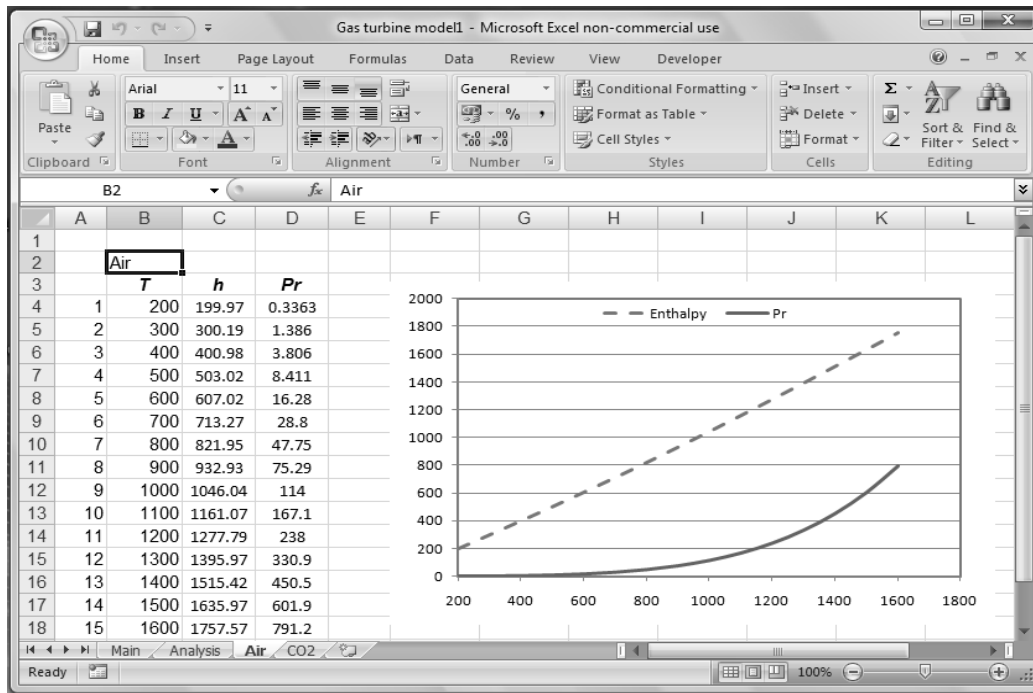 Gas turbine model1 - Microsoft Excel non-commercial use
Home Insert Page Layout Formulas Data Review View Developer
Paste
Clipboard
Arial 11
B I U A A
A
Font
Alignment
General
% ,
.0 .00
.00 .0
Number
Conditional Formatting
Format as Table
Cell Styles
Styles
Insert
Delete
Format
Cells
Σ
Sort & Filter
Find & Select
Editing
B2 fx Air
A B C D E F G H I J K L
1
2 Air
3 T h Pr
4 1 200 199.97 0.3363
5 2 300 300.19 1.386
6 3 400 400.98 3.806
7 4 500 503.02 8.411
8 5 600 607.02 16.28
9 6 700 713.27 28.8
10 7 800 821.95 47.75
11 8 900 932.93 75.29
12 9 1000 1046.04 114
13 10 1100 1161.07 167.1
14 11 1200 1277.79 238
15 12 1300 1395.97 330.9
16 13 1400 1515.42 450.5
17 14 1500 1635.97 601.9
18 15 1600 1757.57 791.2
Enthalpy Pr
2000
1800
1600
1400
1200
1000
800
600
400
200
0
200 400 600 800 1000 1200 1400 1600 1800
Main Analysis Air CO2
Ready 100%